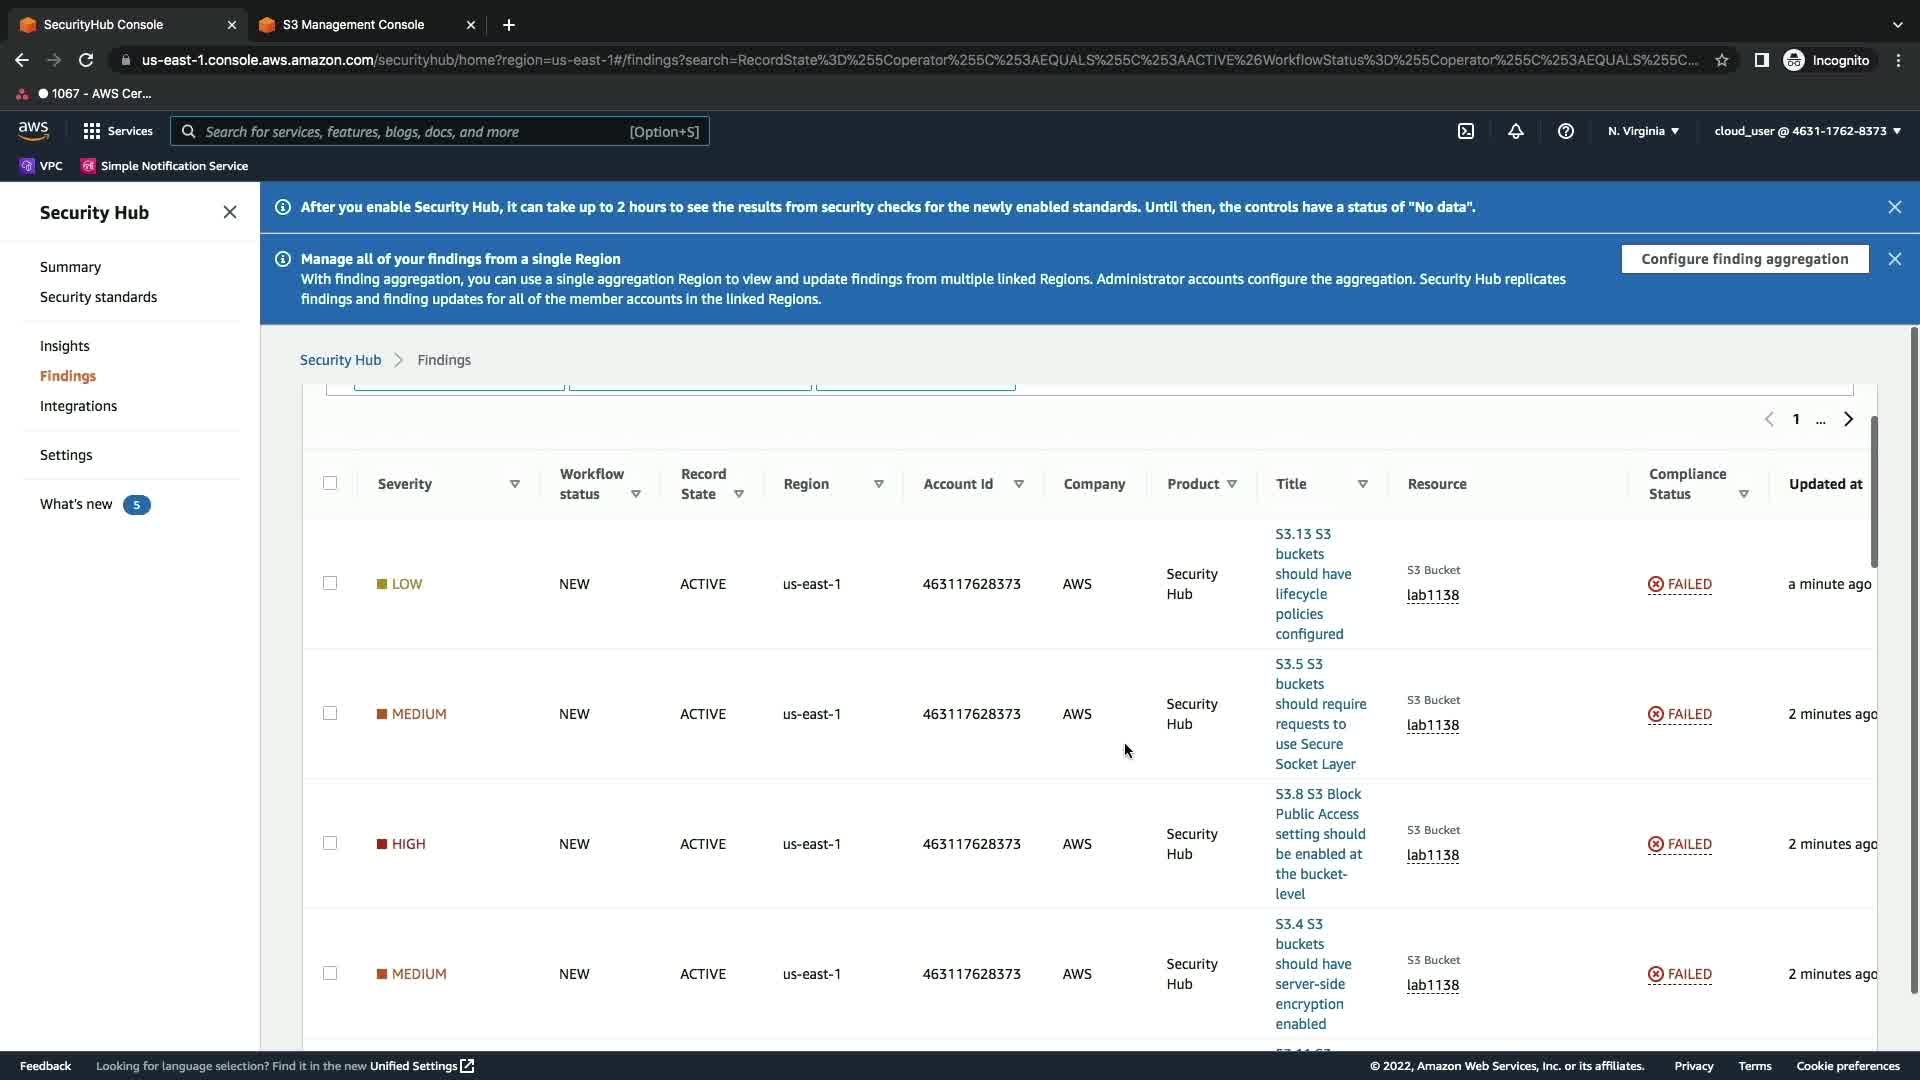 SecurityHub Console
S3 Management Console
us-east-1.console.aws.amazon.com/securityhub/home?region=us-east-1#/findings?search=RecordState%3D%255Coperator%255C%253AEQUALS%255C%253AACTIVE%26WorkflowStatus%3D%255Coperator%255C%253AEQUALS%255C...
Incognito
1067 - AWS Cer...
aws
Services
Search for services, features, blogs, docs, and more
[Option+S]
N. Virginia
cloud_user @ 4631-1762-8373
VPC
Simple Notification Service
Security Hub
Summary
Security standards
Insights
Findings
Integrations
Settings
What's new 5
After you enable Security Hub, it can take up to 2 hours to see the results from security checks for the newly enabled standards. Until then, the controls have a status of "No data".
Manage all of your findings from a single Region
With finding aggregation, you can use a single aggregation Region to view and update findings from multiple linked Regions. Administrator accounts configure the aggregation. Security Hub replicates
findings and finding updates for all of the member accounts in the linked Regions.
Configure finding aggregation
Security Hub > Findings
1 ...
Severity
Workflow
status
Record
State
Region
Account Id
Company
Product
Title
Resource
Compliance
Status
Updated at
LOW
NEW
ACTIVE
us-east-1
463117628373
AWS
Security
Hub
S3.13 S3
buckets
should have
lifecycle
policies
configured
S3 Bucket
lab1138
FAILED
a minute ago
MEDIUM
NEW
ACTIVE
us-east-1
463117628373
AWS
Security
Hub
S3.5 S3
buckets
should require
requests to
use Secure
Socket Layer
S3 Bucket
lab1138
FAILED
2 minutes ago
HIGH
NEW
ACTIVE
us-east-1
463117628373
AWS
Security
Hub
S3.8 S3 Block
Public Access
setting should
be enabled at
the bucket-
level
S3 Bucket
lab1138
FAILED
2 minutes ago
MEDIUM
NEW
ACTIVE
us-east-1
463117628373
AWS
Security
Hub
S3.4 S3
buckets
should have
server-side
encryption
enabled
S3 Bucket
lab1138
FAILED
2 minutes ago
Feedback
Looking for language selection? Find it in the new Unified Settings
© 2022, Amazon Web Services, Inc. or its affiliates.
Privacy
Terms
Cookie preferences